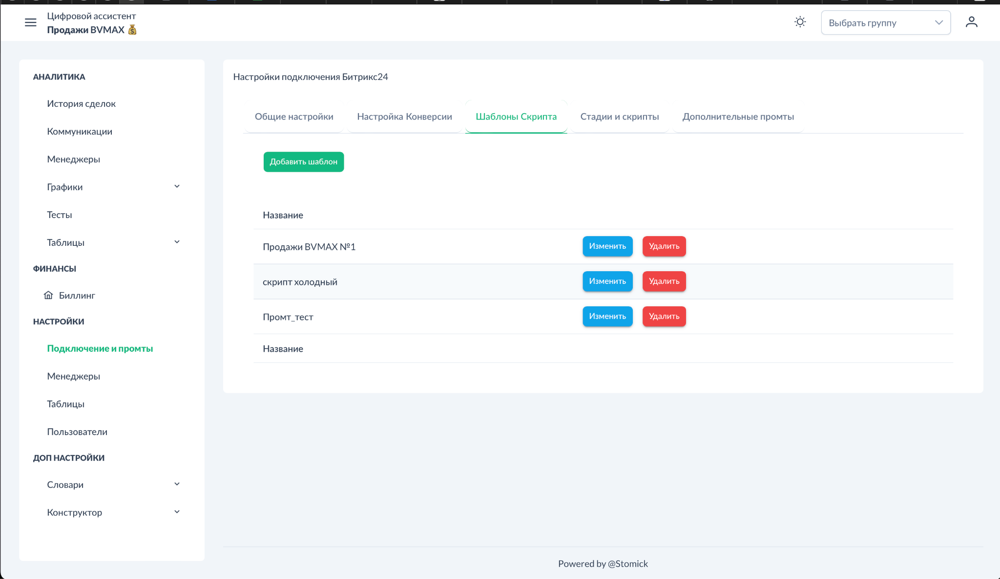 Цифровой ассистент
Продажи BVMAX 💰
Выбрать группу
АНАЛИТИКА
История сделок
Коммуникации
Менеджеры
Графики
Тесты
Таблицы
ФИНАНСЫ
Биллинг
НАСТРОЙКИ
Подключение и промты
Менеджеры
Таблицы
Пользователи
ДОП НАСТРОЙКИ
Словари
Конструктор
Настройки подключения Битрикс24
Общие настройки
Настройка Конверсии
Шаблоны Скрипта
Стадии и скрипты
Дополнительные промты
Добавить шаблон
Название
Продажи BVMAX №1 Изменить Удалить
скрипт холодный Изменить Удалить
Промт_тест Изменить Удалить
Название
Powered by @Stomick